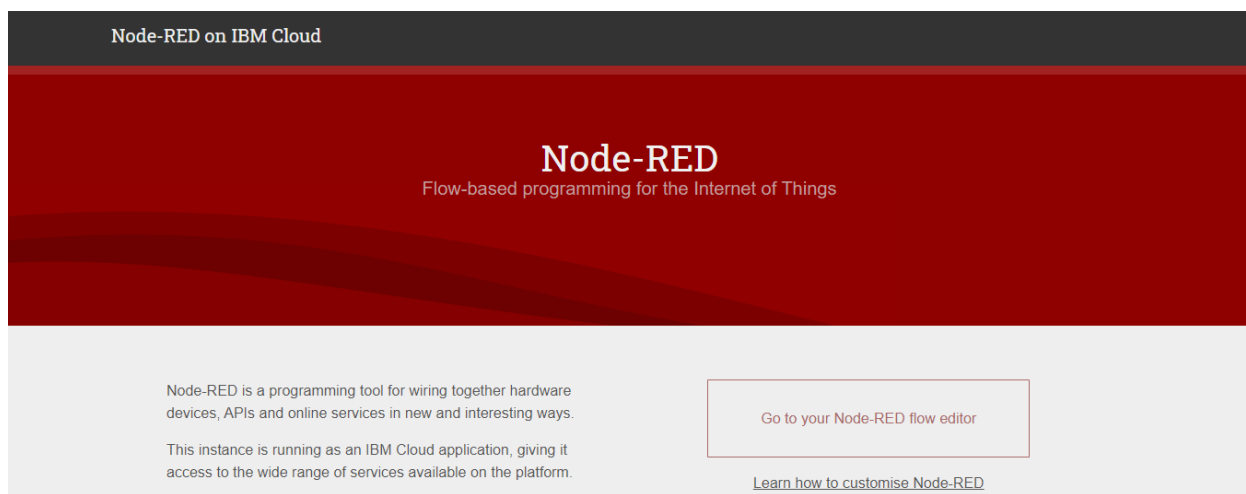 Node-RED on IBM Cloud
Node-RED
Flow-based programming for the Internet of Things
Node-RED is a programming tool for wiring together hardware
devices, APIs and online services in new and interesting ways.
This instance is running as an IBM Cloud application, giving it
access to the wide range of services available on the platform.
Go to your Node-RED flow editor
Learn how to customise Node-RED